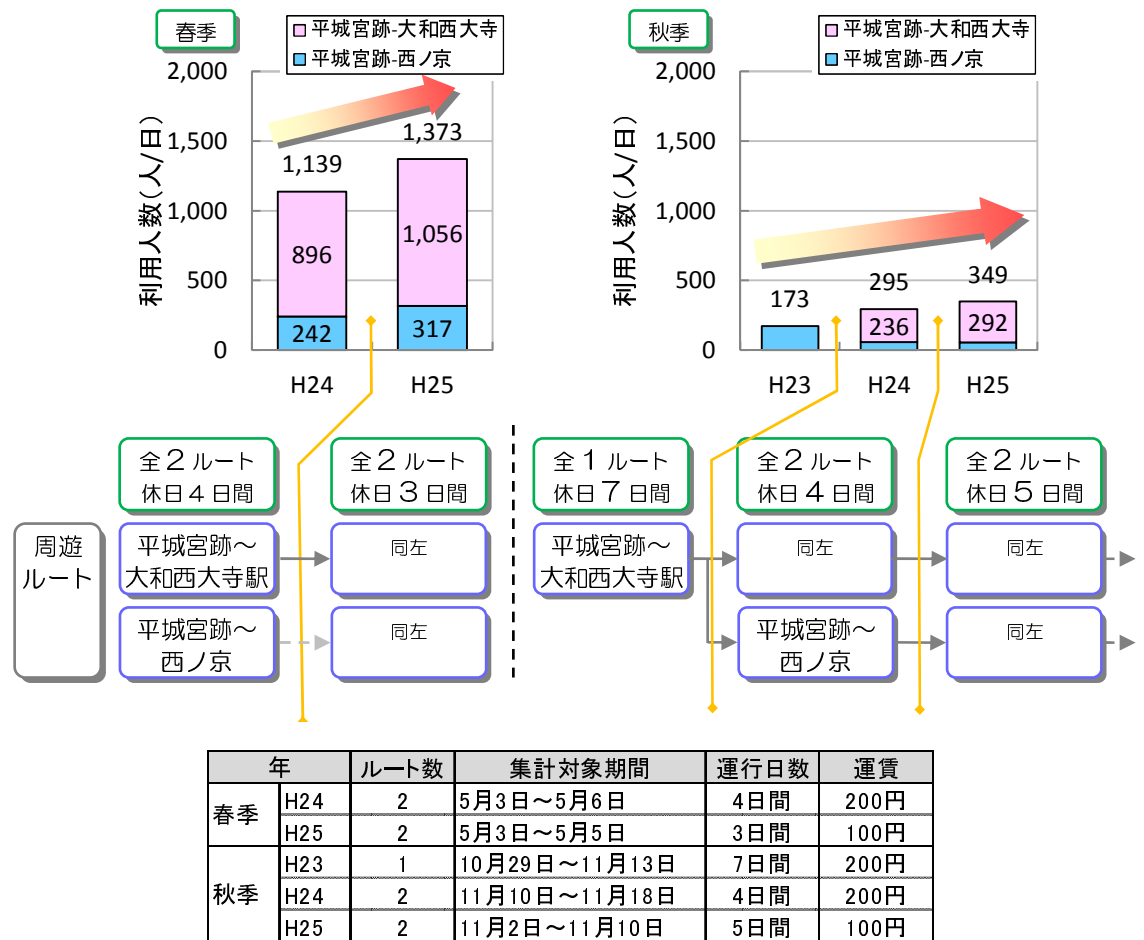 春季
平城宮跡-大和西大寺
平城宮跡-西ノ京
利用人数(人/日)
2,000
1,500
1,000
500
0
1,139
1,373
896
1,056
242
317
H24
H25
秋季
平城宮跡-大和西大寺
平城宮跡-西ノ京
利用人数(人/日)
2,000
1,500
1,000
500
0
173
295
349
236
292
H23
H24
H25
全2ルート
休日4日間
全2ルート
休日3日間
全1ルート
休日7日間
全2ルート
休日4日間
全2ルート
休日5日間
周遊
ルート
平城宮跡~
大和西大寺駅
同左
平城宮跡~
大和西大寺駅
同左
同左
平城宮跡~
西ノ京
同左
平城宮跡~
西ノ京
同左
年 ルート数 集計対象期間 運行日数 運賃
春季 H24 2 5月3日~5月6日 4日間 200円
H25 2 5月3日~5月5日 3日間 100円
秋季 H23 1 10月29日~11月13日 7日間 200円
H24 2 11月10日~11月18日 4日間 200円
H25 2 11月2日~11月10日 5日間 100円